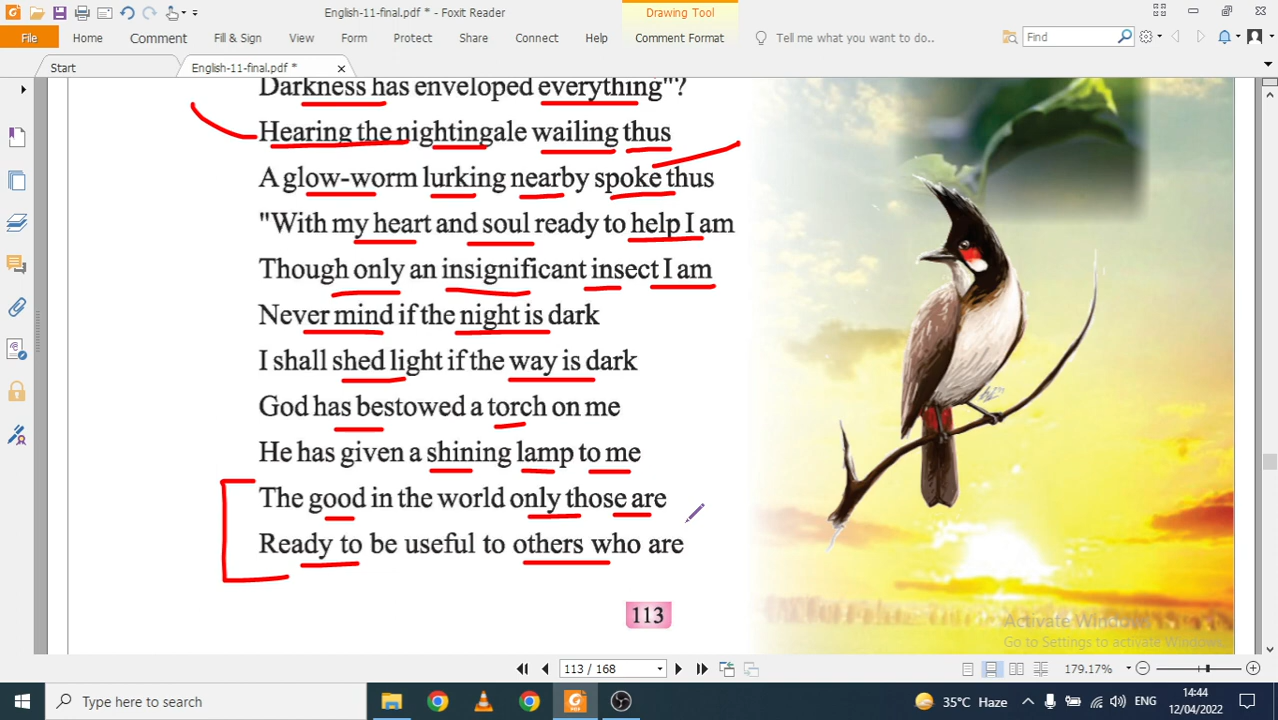 English-11-final.pdf * - Foxit Reader
Drawing Tool
File Home Comment Fill & Sign View Form Protect Share Connect Help Comment Format Tell me what you want to do.. Find
Start English-11-final.pdf *
Darkness has enveloped everything"?
Hearing the nightingale wailing thus
A glow-worm lurking nearby spoke thus
"With my heart and soul ready to help I am
Though only an insignificant insect I am
Never mind if the night is dark
I shall shed light if the way is dark
God has bestowed a torch on me
He has given a shining lamp to me
The good in the world only those are
Ready to be useful to others who are
113
Activate Windows
Go to Settings to activate Windows.
113 / 168 179.17%
Type here to search 35°C Haze ENG 14:44
12/04/2022